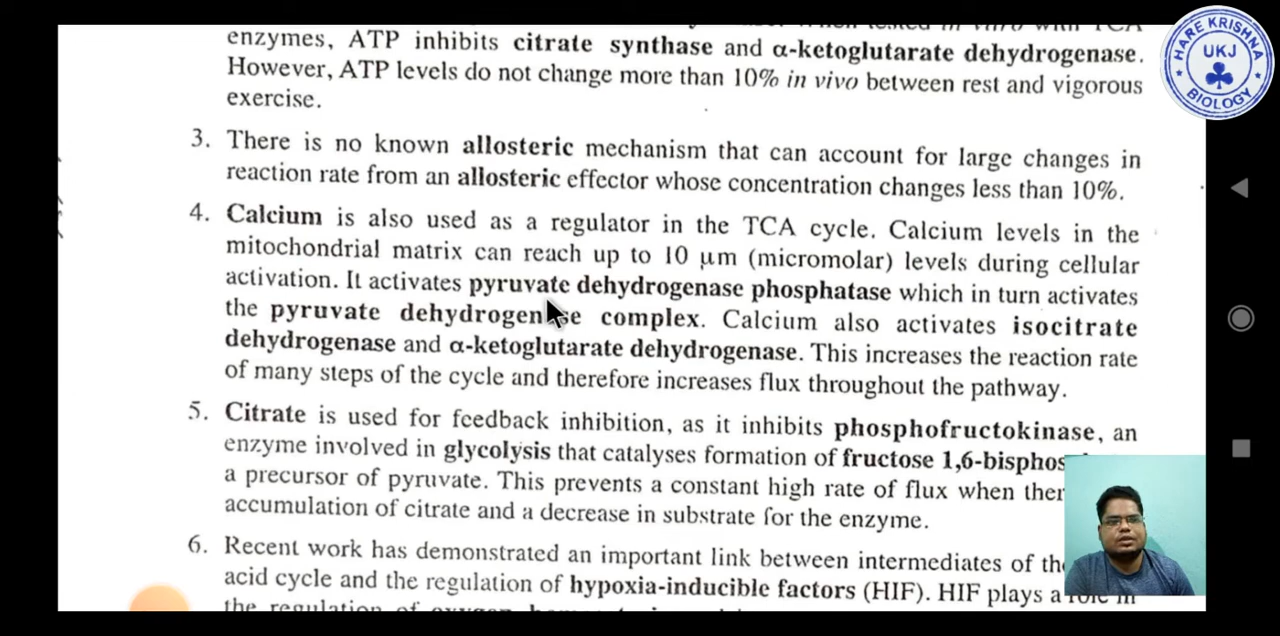 enzymes, ATP inhibits citrate synthase and α-ketoglutarate dehydrogenase.
However, ATP levels do not change more than 10% in vivo between rest and vigorous
exercise.
3. There is no known allosteric mechanism that can account for large changes in
reaction rate from an allosteric effector whose concentration changes less than 10%.
4. Calcium is also used as a regulator in the TCA cycle. Calcium levels in the
mitochondrial matrix can reach up to 10 μm (micromolar) levels during cellular
activation. It activates pyruvate dehydrogenase phosphatase which in turn activates
the pyruvate dehydrogenase complex. Calcium also activates isocitrate
dehydrogenase and α-ketoglutarate dehydrogenase. This increases the reaction rate
of many steps of the cycle and therefore increases flux throughout the pathway.
5. Citrate is used for feedback inhibition, as it inhibits phosphofructokinase, an
enzyme involved in glycolysis that catalyses formation of fructose 1,6-
a precursor of pyruvate. This prevents a constant high rate of flux when
accumulation of citrate and a decrease in substrate for the enzyme.
6. Recent work has demonstrated an important link between intermediates of
acid cycle and the regulation of hypoxia-inducible factors (HIF). HIF plays a role in
the regulation of oxygen
HARE KRISHNA
UKJ
BIOLOGY